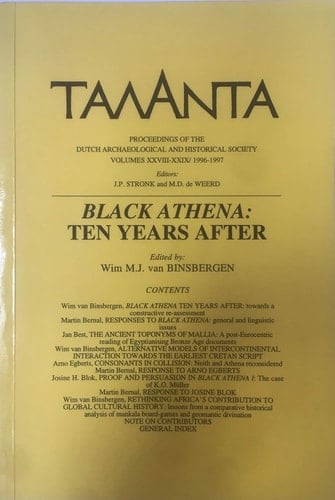 TAΛANTA
PROCEEDINGS OF THE
DUTCH ARCHAEOLOGICAL AND HISTORICAL SOCIETY
VOLUMES XXVIII-XXIX/ 1996-1997
Editors:
J.P. STRONK and M.D. de WEERD
BLACK ATHENA:
TEN YEARS AFTER
Edited by:
Wim M.J. van BINSBERGEN
CONTENTS
Wim van Binsbergen, BLACK ATHENA TEN YEARS AFTER: towards a
constructive re-assessment
Martin Bernal, RESPONSES TO BLACK ATHENA: general and linguistic
issues
Jan Best, THE ANCIENT TOPONYMS OF MALLIA: A post-Eurocentric
reading of Egyptianising Bronze Age documents
Wim van Binsbergen, ALTERNATIVE MODELS OF INTERCONTINENTAL
INTERACTION TOWARDS THE EARLIEST CRETAN SCRIPT
Arno Egberts, CONSONANTS IN COLLISION: Neith and Athena reconsidered
Martin Bernal, RESPONSE TO ARNO EGBERTS
Josine H. Blok, PROOF AND PERSUASION IN BLACK ATHENA I: The case
of K.O. Müller
Martin Bernal, RESPONSE TO JOSINE BLOK
Wim van Binsbergen, RETHINKING AFRICA'S CONTRIBUTION TO
GLOBAL CULTURAL HISTORY: lessons from a comparative historical
analysis of mankala board-games and geomantic divination
NOTE ON CONTRIBUTORS
GENERAL INDEX